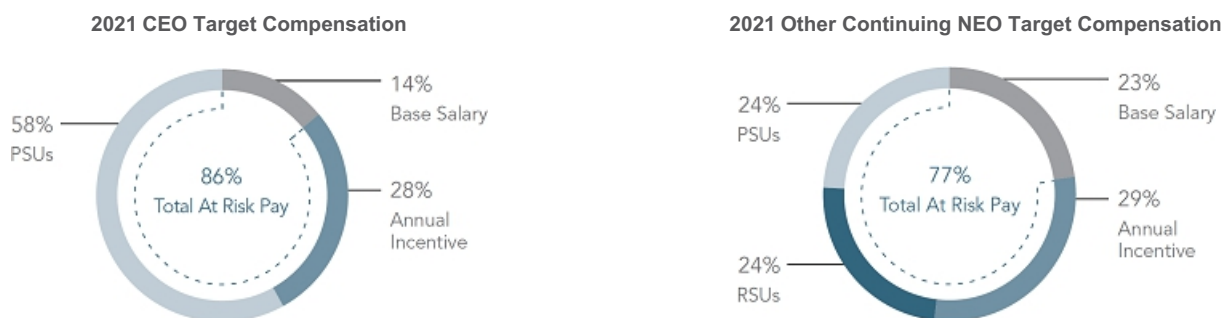 2021 CEO Target Compensation
14%
Base Salary
58%
PSUs
86%
Total At Risk Pay
28%
Annual
Incentive
2021 Other Continuing NEO Target Compensation
23%
Base Salary
24%
PSUs
77%
Total At Risk Pay
29%
Annual
Incentive
24%
RSUs